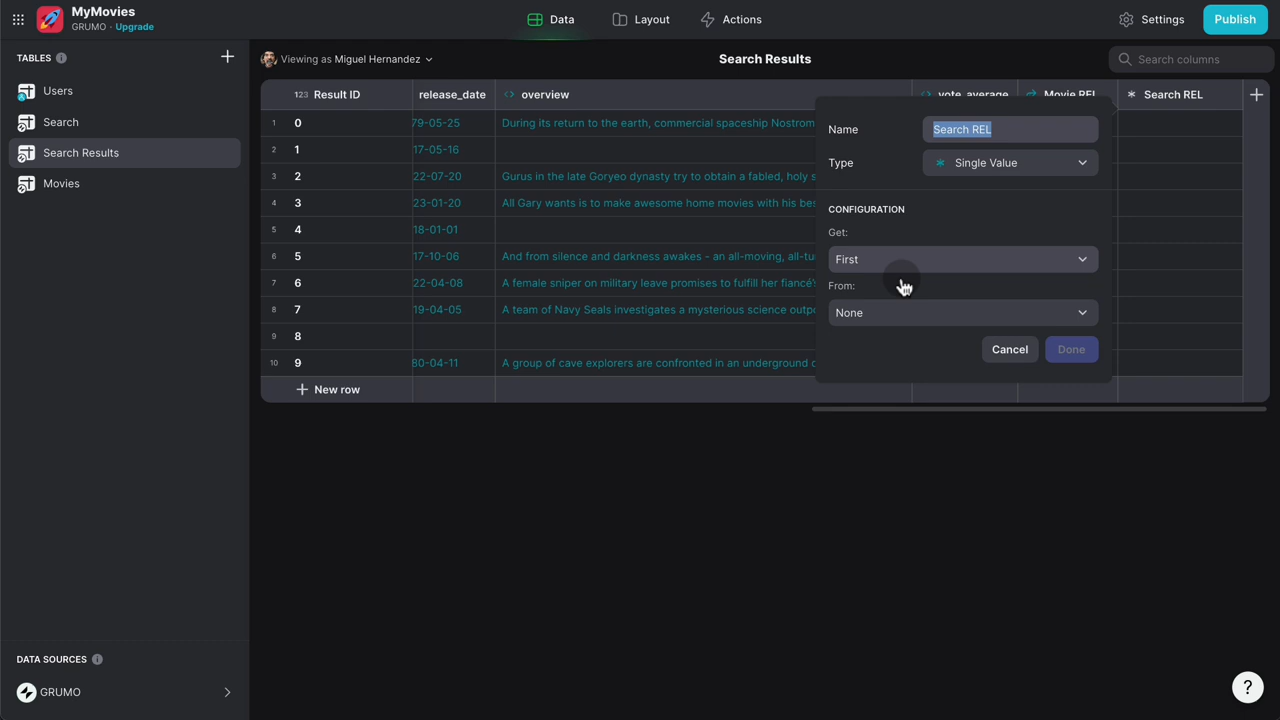 MyMovies
GRUMO · Upgrade
Data
Layout
Actions
Settings
Publish
TABLES
Users
Search
Search Results
Movies
DATA SOURCES
GRUMO
Viewing as Miguel Hernandez
Search Results
Search columns
123 Result ID
release_date
overview
vote_average
Movie REL
Search REL
1 0 79-05-25 During its return to the earth, commercial spaceship Nostrom
2 1 17-05-16
3 2 22-07-20 Gurus in the late Goryeo dynasty try to obtain a fabled, holy s
4 3 23-01-20 All Gary wants is to make awesome home movies with his bes
5 4 18-01-01
6 5 17-10-06 And from silence and darkness awakes - an all-moving, all-tu
7 6 22-04-08 A female sniper on military leave promises to fulfill her fiancé's
8 7 19-04-05 A team of Navy Seals investigates a mysterious science outpo
9 8
10 9 80-04-11 A group of cave explorers are confronted in an underground c
New row
Name
Search REL
Type
Single Value
CONFIGURATION
Get:
First
From:
None
Cancel
Done
?